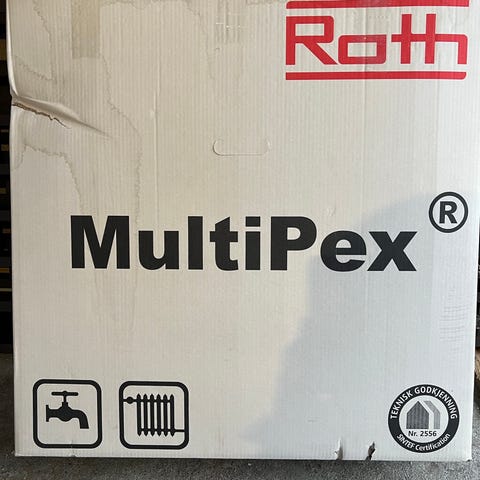 Roth
MultiPex®
TEKNISK GODKJENNING
Nr. 2556
SINTEF Certification